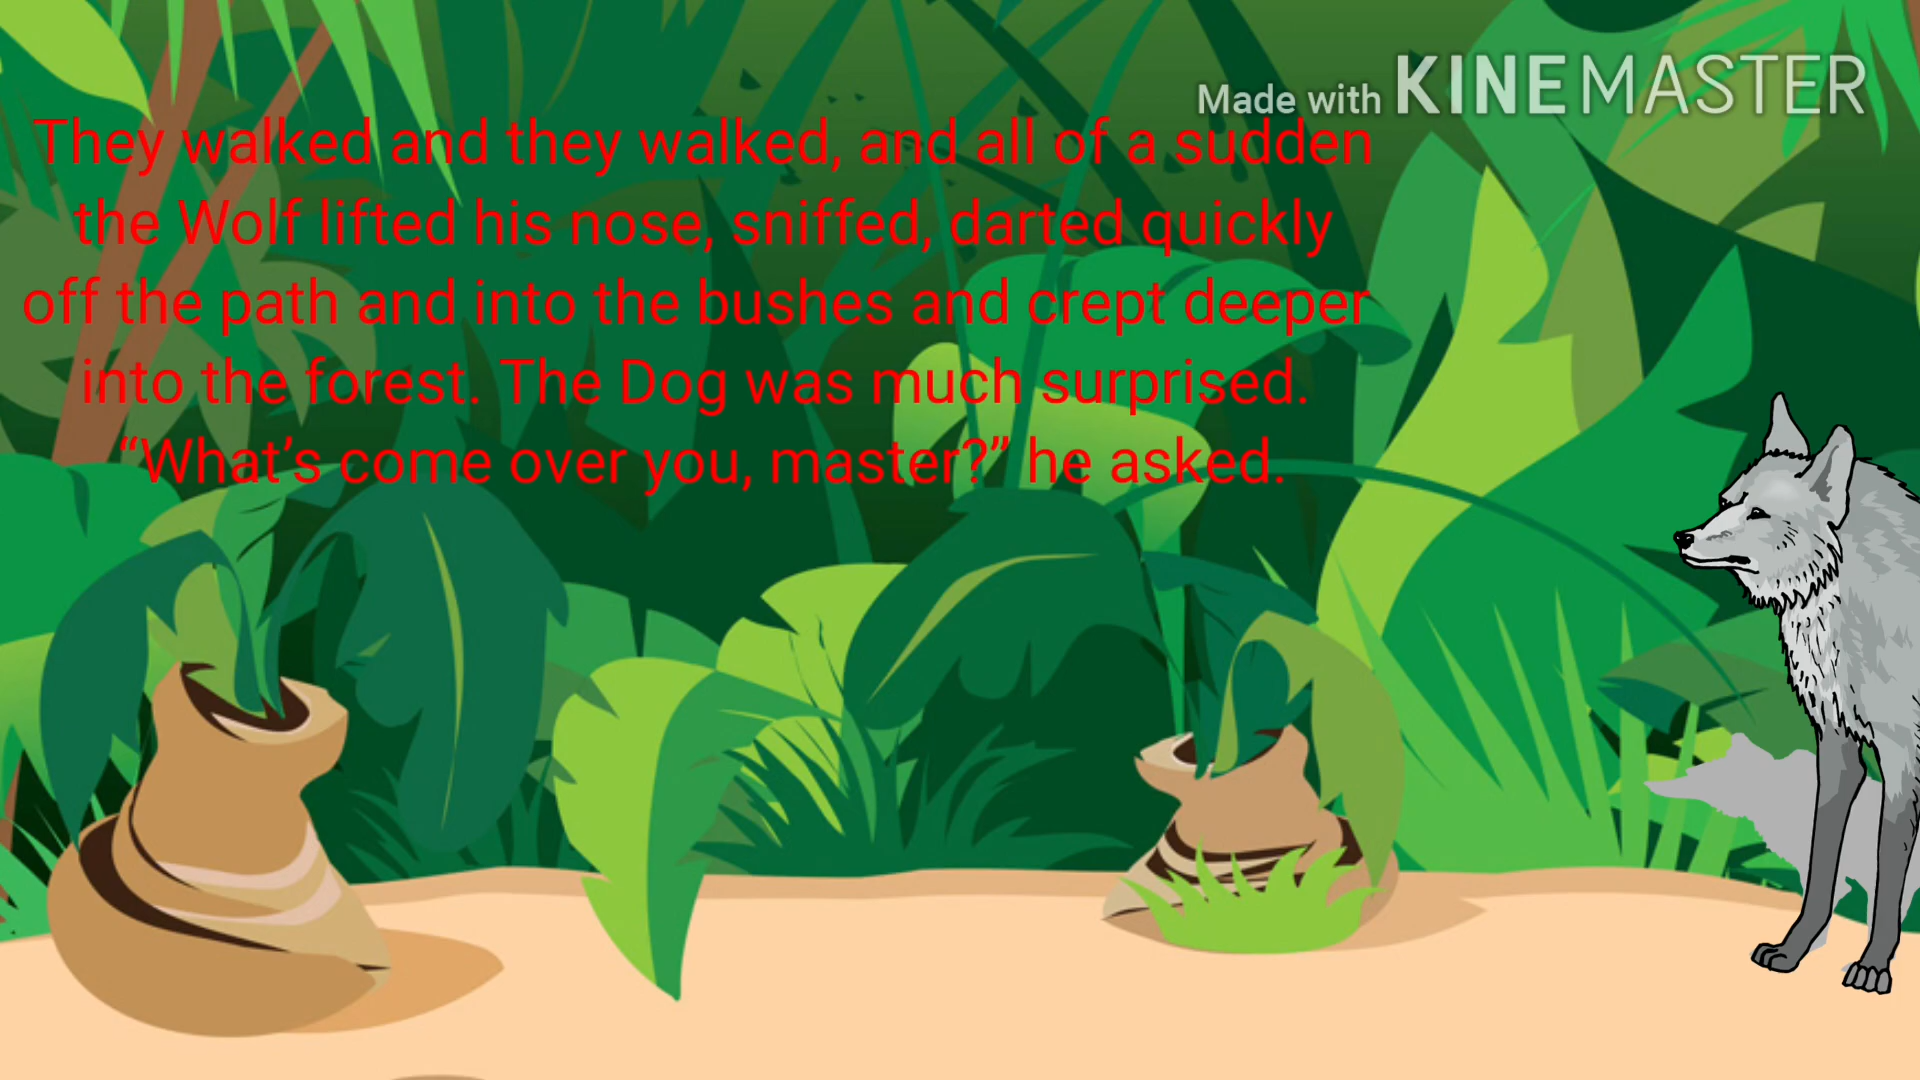 Made with KINEMASTER
They walked and they walked, and all of a sudden
the Wolf lifted his nose, sniffed, darted quickly
off the path and into the bushes and crept deeper
into the forest. The Dog was much surprised.
“What’s come over you, master?” he asked.